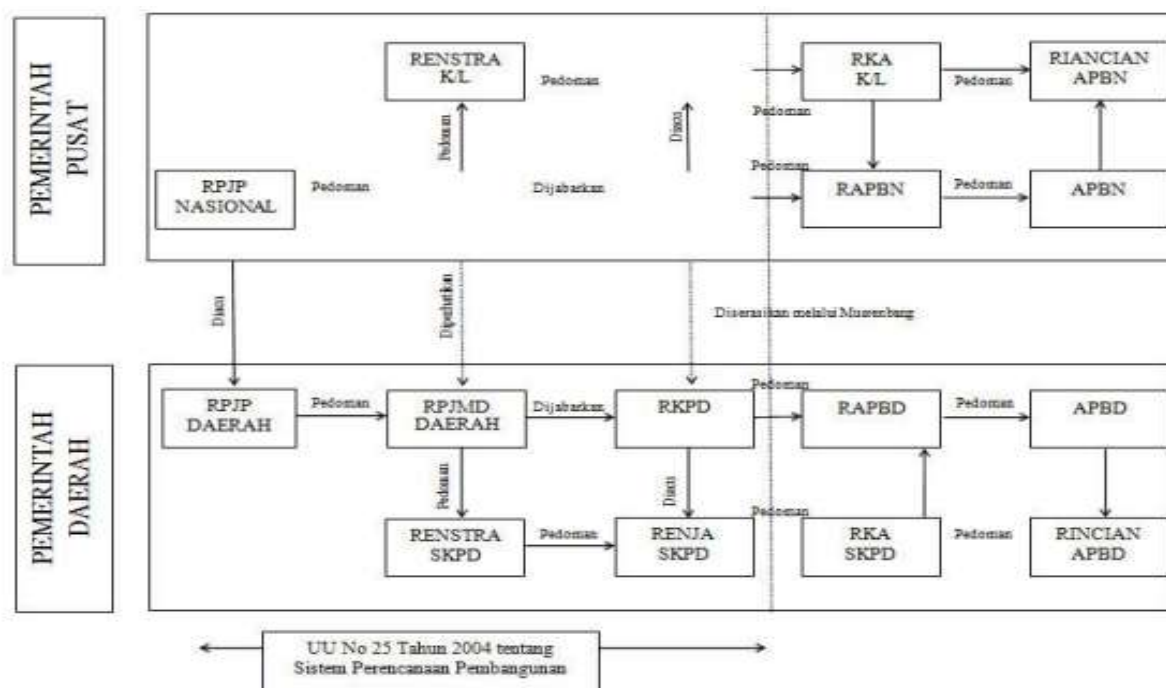 PEMERINTAH
PUSAT
RENSTRA
K/L
Pedoman
RKA
K/L
Pedoman
RIANCIAN
APBN
Pedoman
Diacu
Pedoman
Pedoman
RPJP
NASIONAL
Pedoman
Dijabarkan
RAPBN
Pedoman
APBN
Diacu
Diperhatikan
Diserasikan melalui Musrenbang
PEMERINTAH
DAERAH
RPJP
DAERAH
Pedoman
RPJMD
DAERAH
Dijabarkan
RKPD
Pedoman
RAPBD
Pedoman
APBD
Pedoman
Diacu
RENSTRA
SKPD
Pedoman
RENJA
SKPD
Pedoman
RKA
SKPD
Pedoman
RINCIAN
APBD
UU No 25 Tahun 2004 tentang
Sistem Perencanaan Pembangunan